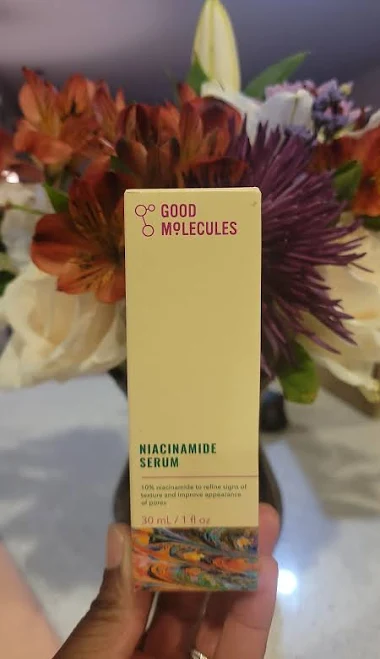 GOOD
MOLECULES
NIACINAMIDE
SERUM
10% niacinamide to refine signs of
texture and improve appearance
of pores
30 mL / 1 fl oz